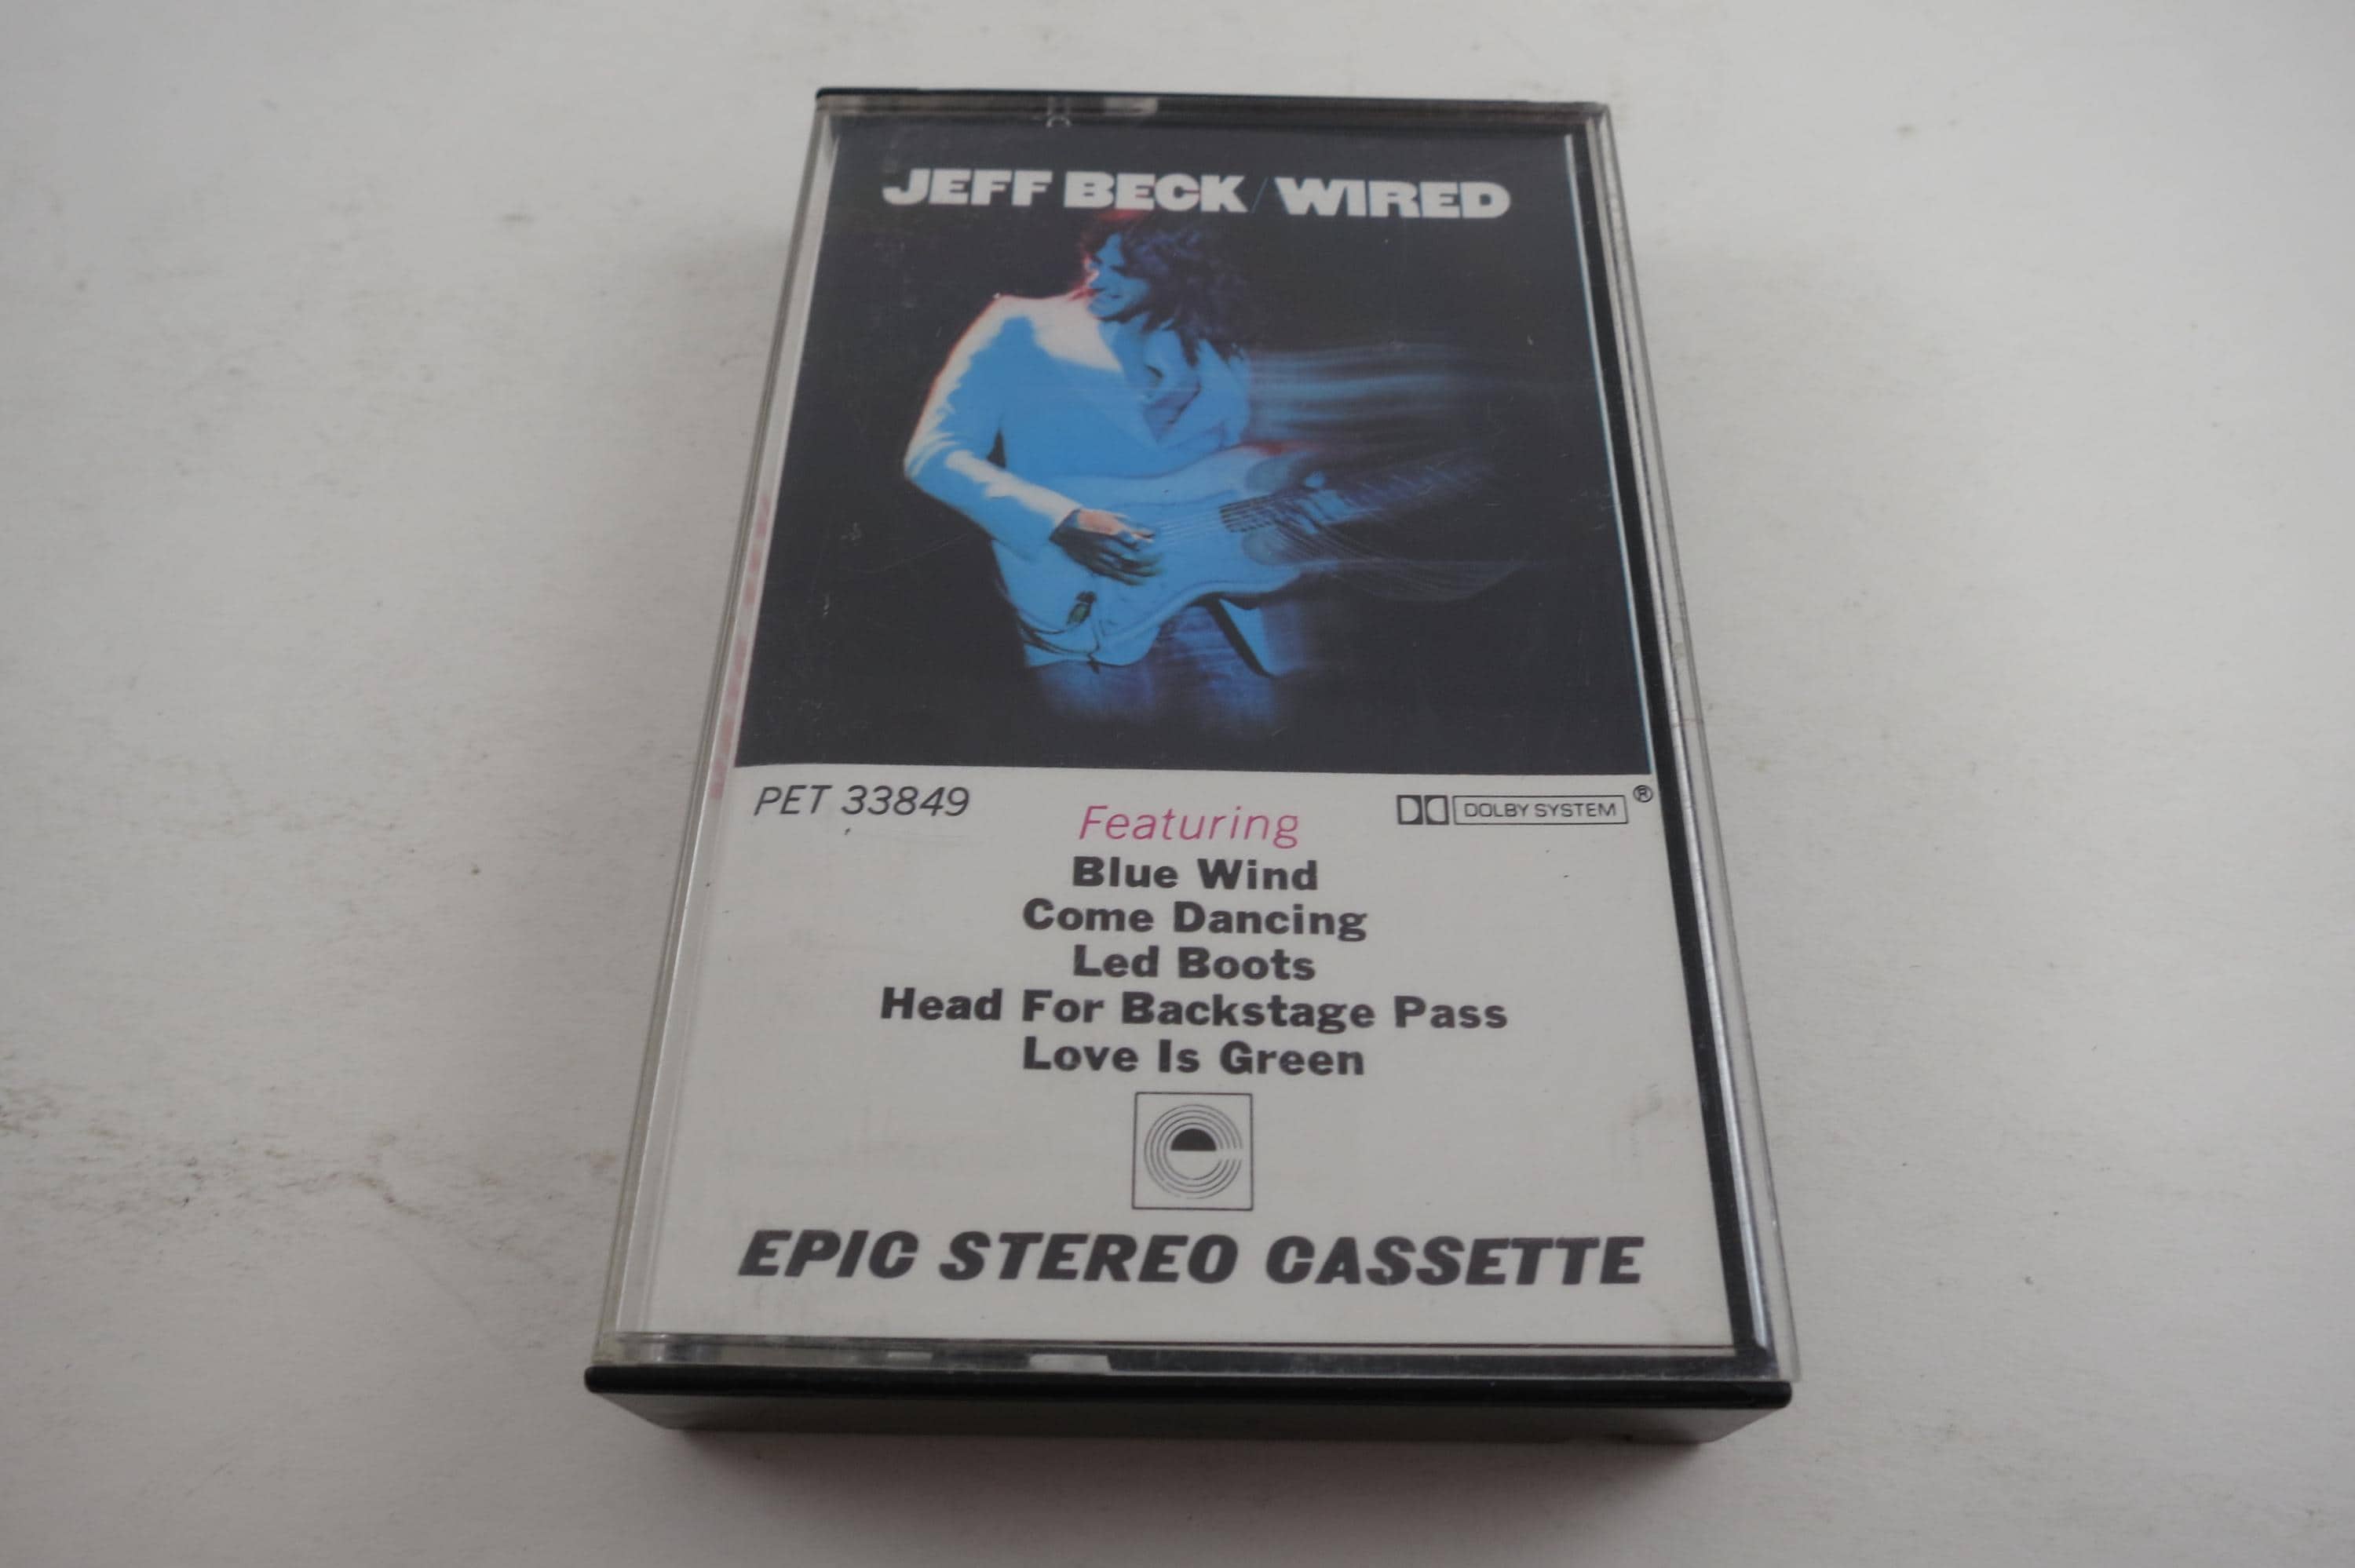 JEFF BECK / WIRED
PET 33849
DOLBY SYSTEM ®
Featuring
Blue Wind
Come Dancing
Led Boots
Head For Backstage Pass
Love Is Green
e
EPIC STEREO CASSETTE